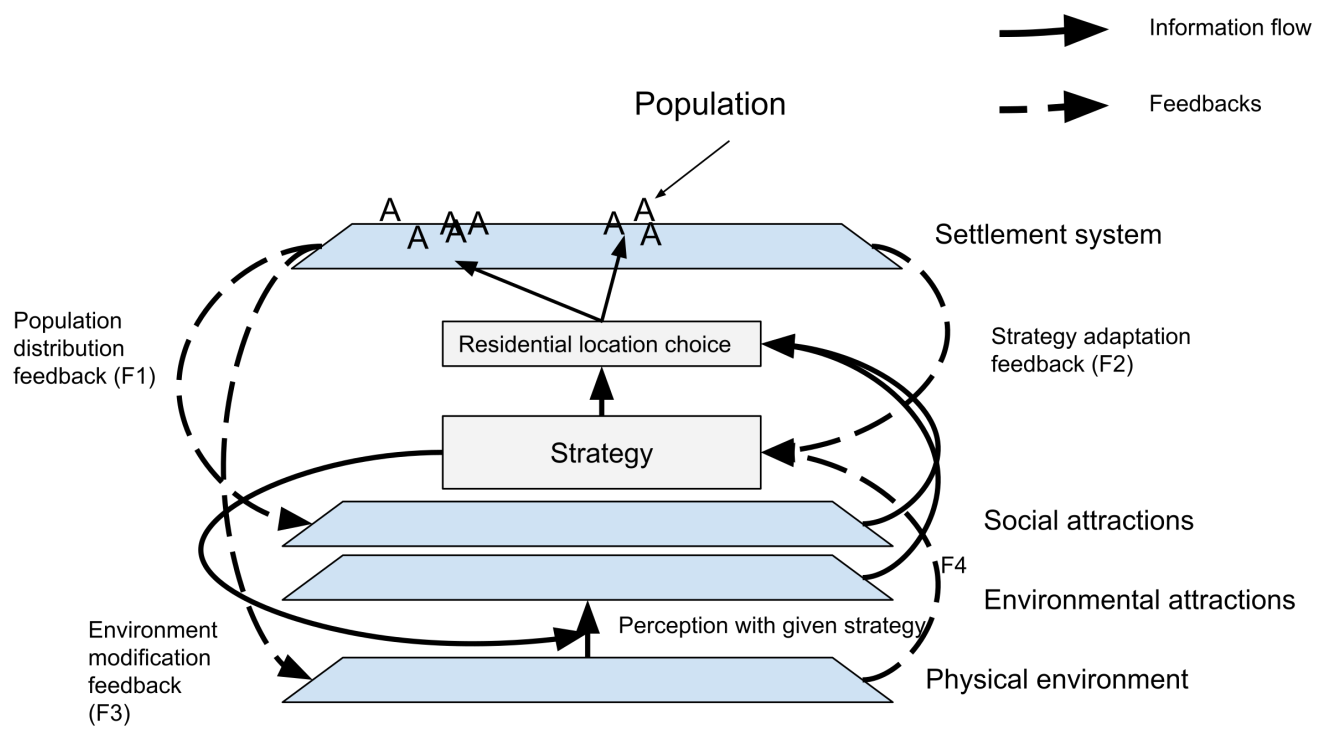 Information flow
Feedbacks
Population
A
A
A
A
A
A
A
A
A
Settlement system
Population
distribution
feedback (F1)
Residential location choice
Strategy adaptation
feedback (F2)
Strategy
Social attractions
F4
Environmental attractions
Perception with given strategy
Environment
modification
feedback
(F3)
Physical environment